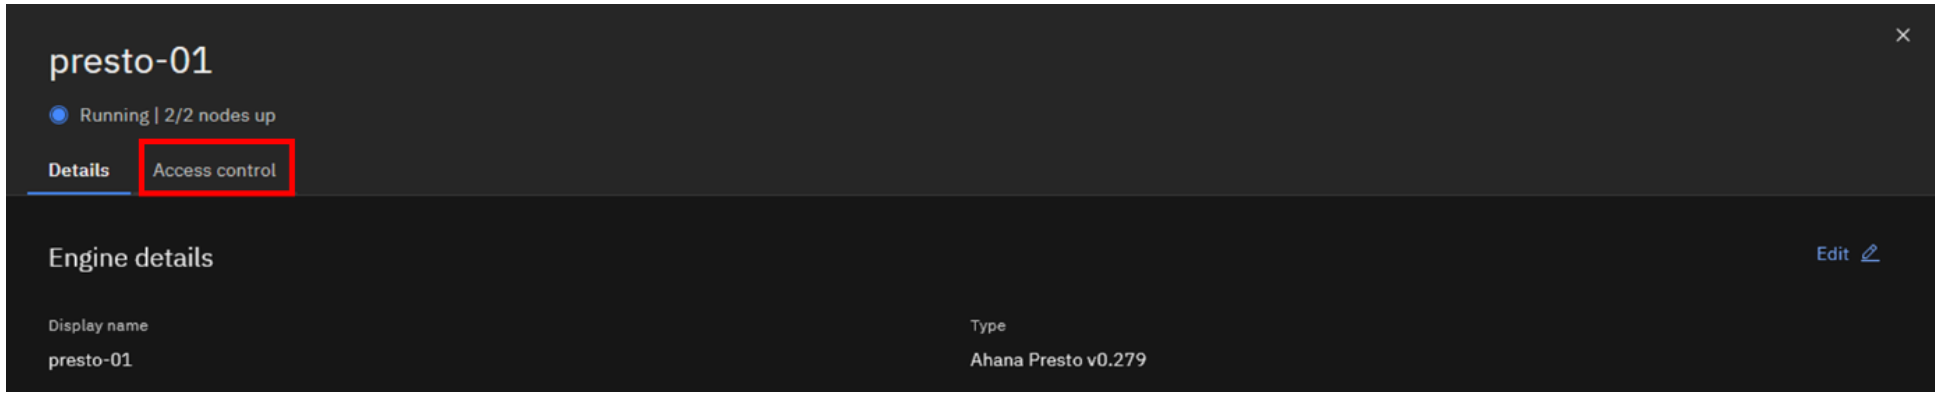 presto-01
Running | 2/2 nodes up
Details Access control
Engine details
Edit
Display name
presto-01
Type
Ahana Presto v0.279